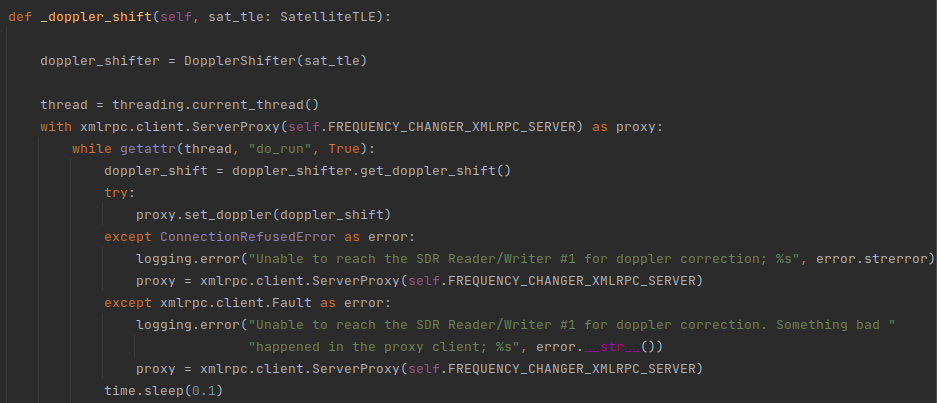 def _doppler_shift(self, sat_tle: SatelliteTLE):
doppler_shifter = DopplerShifter(sat_tle)
thread = threading.current_thread()
with xmlrpc.client.ServerProxy(self.FREQUENCY_CHANGER_XMLRPC_SERVER) as proxy:
while getattr(thread, "do_run", True):
doppler_shift = doppler_shifter.get_doppler_shift()
try:
proxy.set_doppler(doppler_shift)
except ConnectionRefusedError as error:
logging.error("Unable to reach the SDR Reader/Writer #1 for doppler correction; %s", error.strerror)
proxy = xmlrpc.client.ServerProxy(self.FREQUENCY_CHANGER_XMLRPC_SERVER)
except xmlrpc.client.Fault as error:
logging.error("Unable to reach the SDR Reader/Writer #1 for doppler correction. Something bad "
"happened in the proxy client; %s", error.__str__())
proxy = xmlrpc.client.ServerProxy(self.FREQUENCY_CHANGER_XMLRPC_SERVER)
time.sleep(0.1)